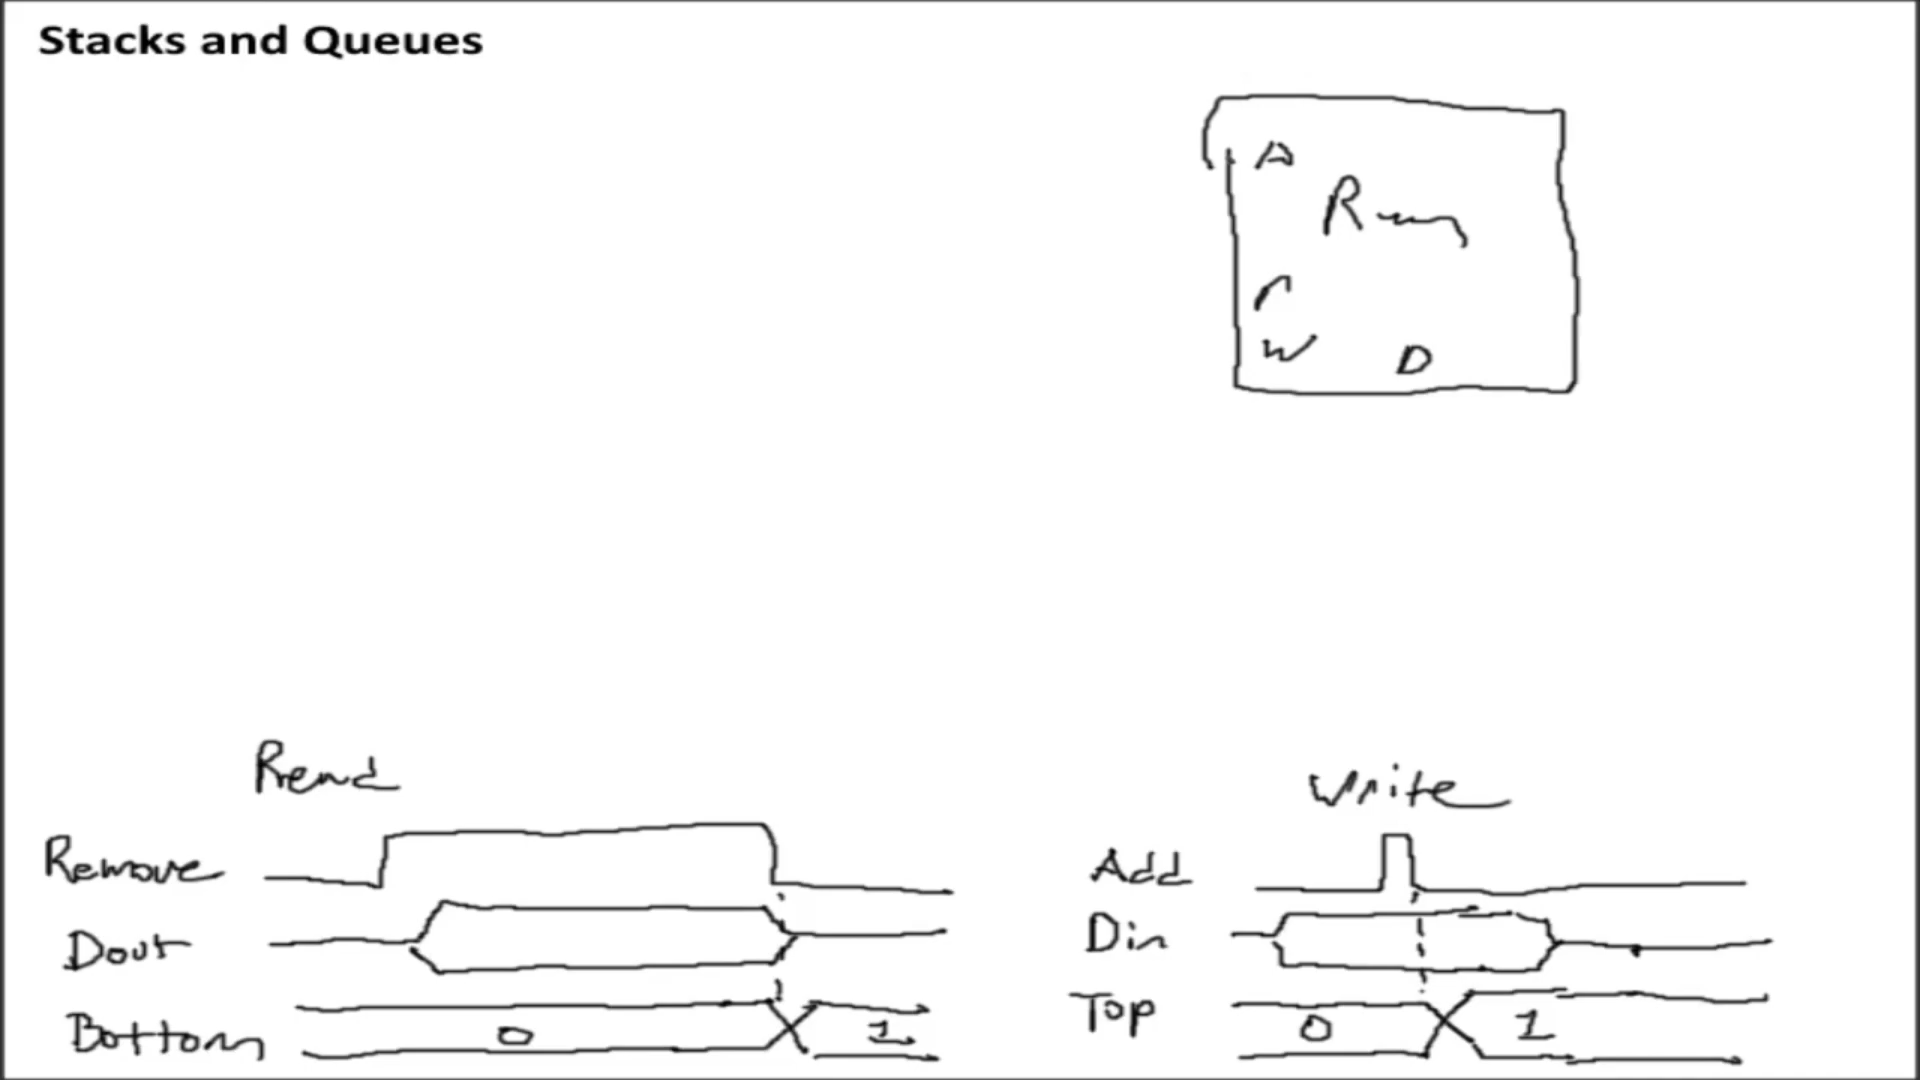 Stacks and Queues
A
Ram
r
W D
Read
Remove
Dout
Bottom 0 1
Write
Add
Din
Top 0 1